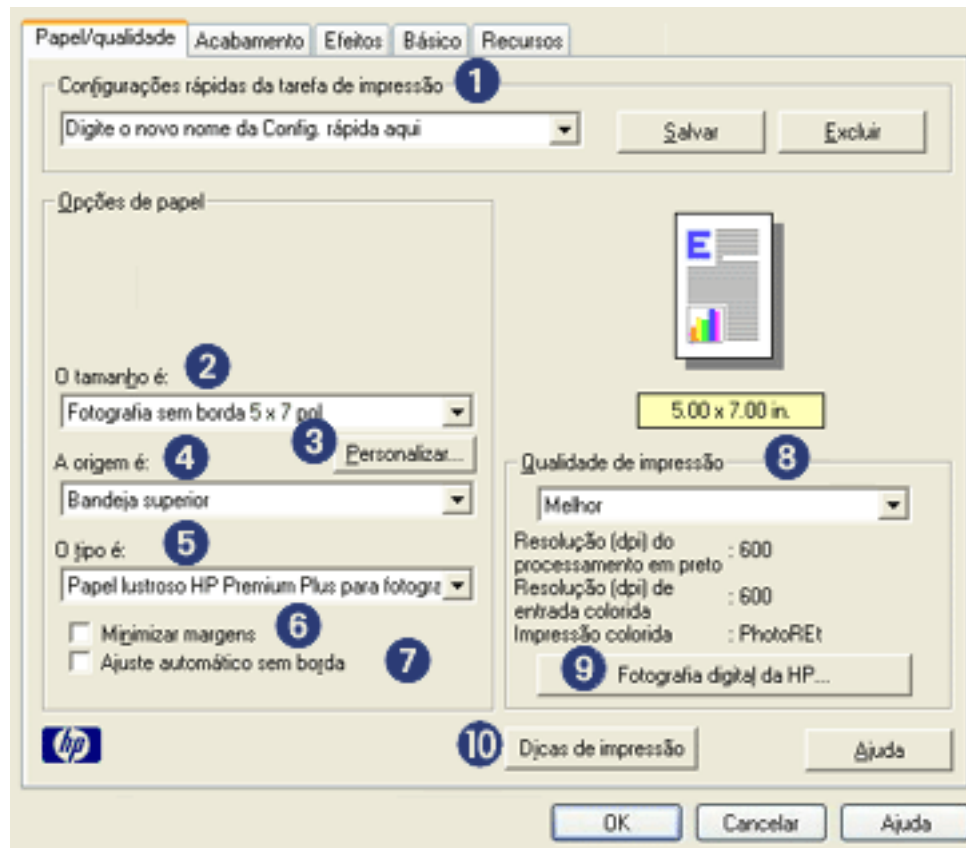 Papel/qualidade Acabamento Efeitos Básico Recursos
Configurações rápidas da tarefa de impressão 1
Digite o novo nome da Config. rápida aqui Salvar Excluir
Opções de papel
E
O tamanho é: 2
Fotografia sem borda 5 x 7 pol
5.00 x 7.00 in.
3 Personalizar...
A origem é: 4
Bandeja superior
O tipo é: 5
Papel lustroso HP Premium Plus para fotogra
Minimizar margens 6
Ajuste automático sem borda 7
Qualidade de impressão 8
Melhor
Resolução (dpi) do
processamento em preto : 600
Resolução (dpi) de
entrada colorida : 600
Impressão colorida : PhotoREt
9 Fotografia digital da HP...
hp
10 Dicas de impressão Ajuda
OK Cancelar Ajuda